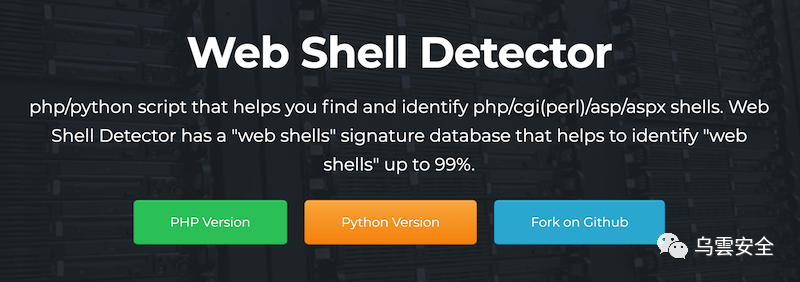 Web Shell Detector
php/python script that helps you find and identify php/cgi(perl)/asp/aspx shells. Web
Shell Detector has a "web shells" signature database that helps to identify "web
shells" up to 99%.
PHP Version
Python Version
Fork on Github
乌雲安全